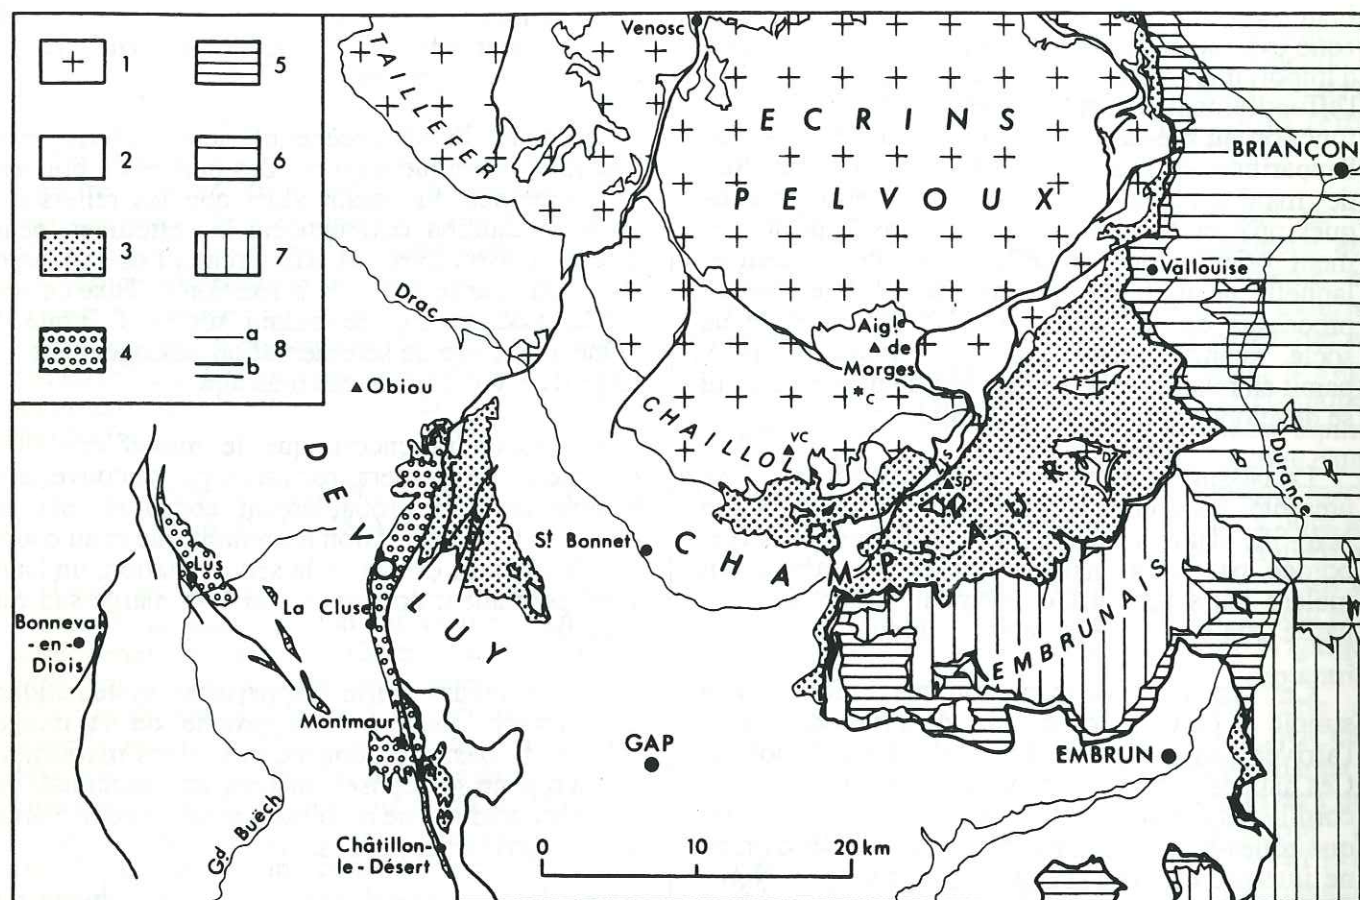 1
5
2
6
3
7
8
b
Venosc
TAILLEFER
ECRINS
PELVOUX
BRIANÇON
Vallouise
Drac
Obiou
Aigle
de
Morges
*c
CHAILLOL
VC
SP
Durance
DE
VOLUY
St Bonnet
CHAMPSAUR
Lus
La Cluse
Bonneval
-en-
Diois
EMBRUNAIS
Montmaur
GAP
EMBRUN
Gd Buëch
Châtillon-
le-Désert
0 10 20 km